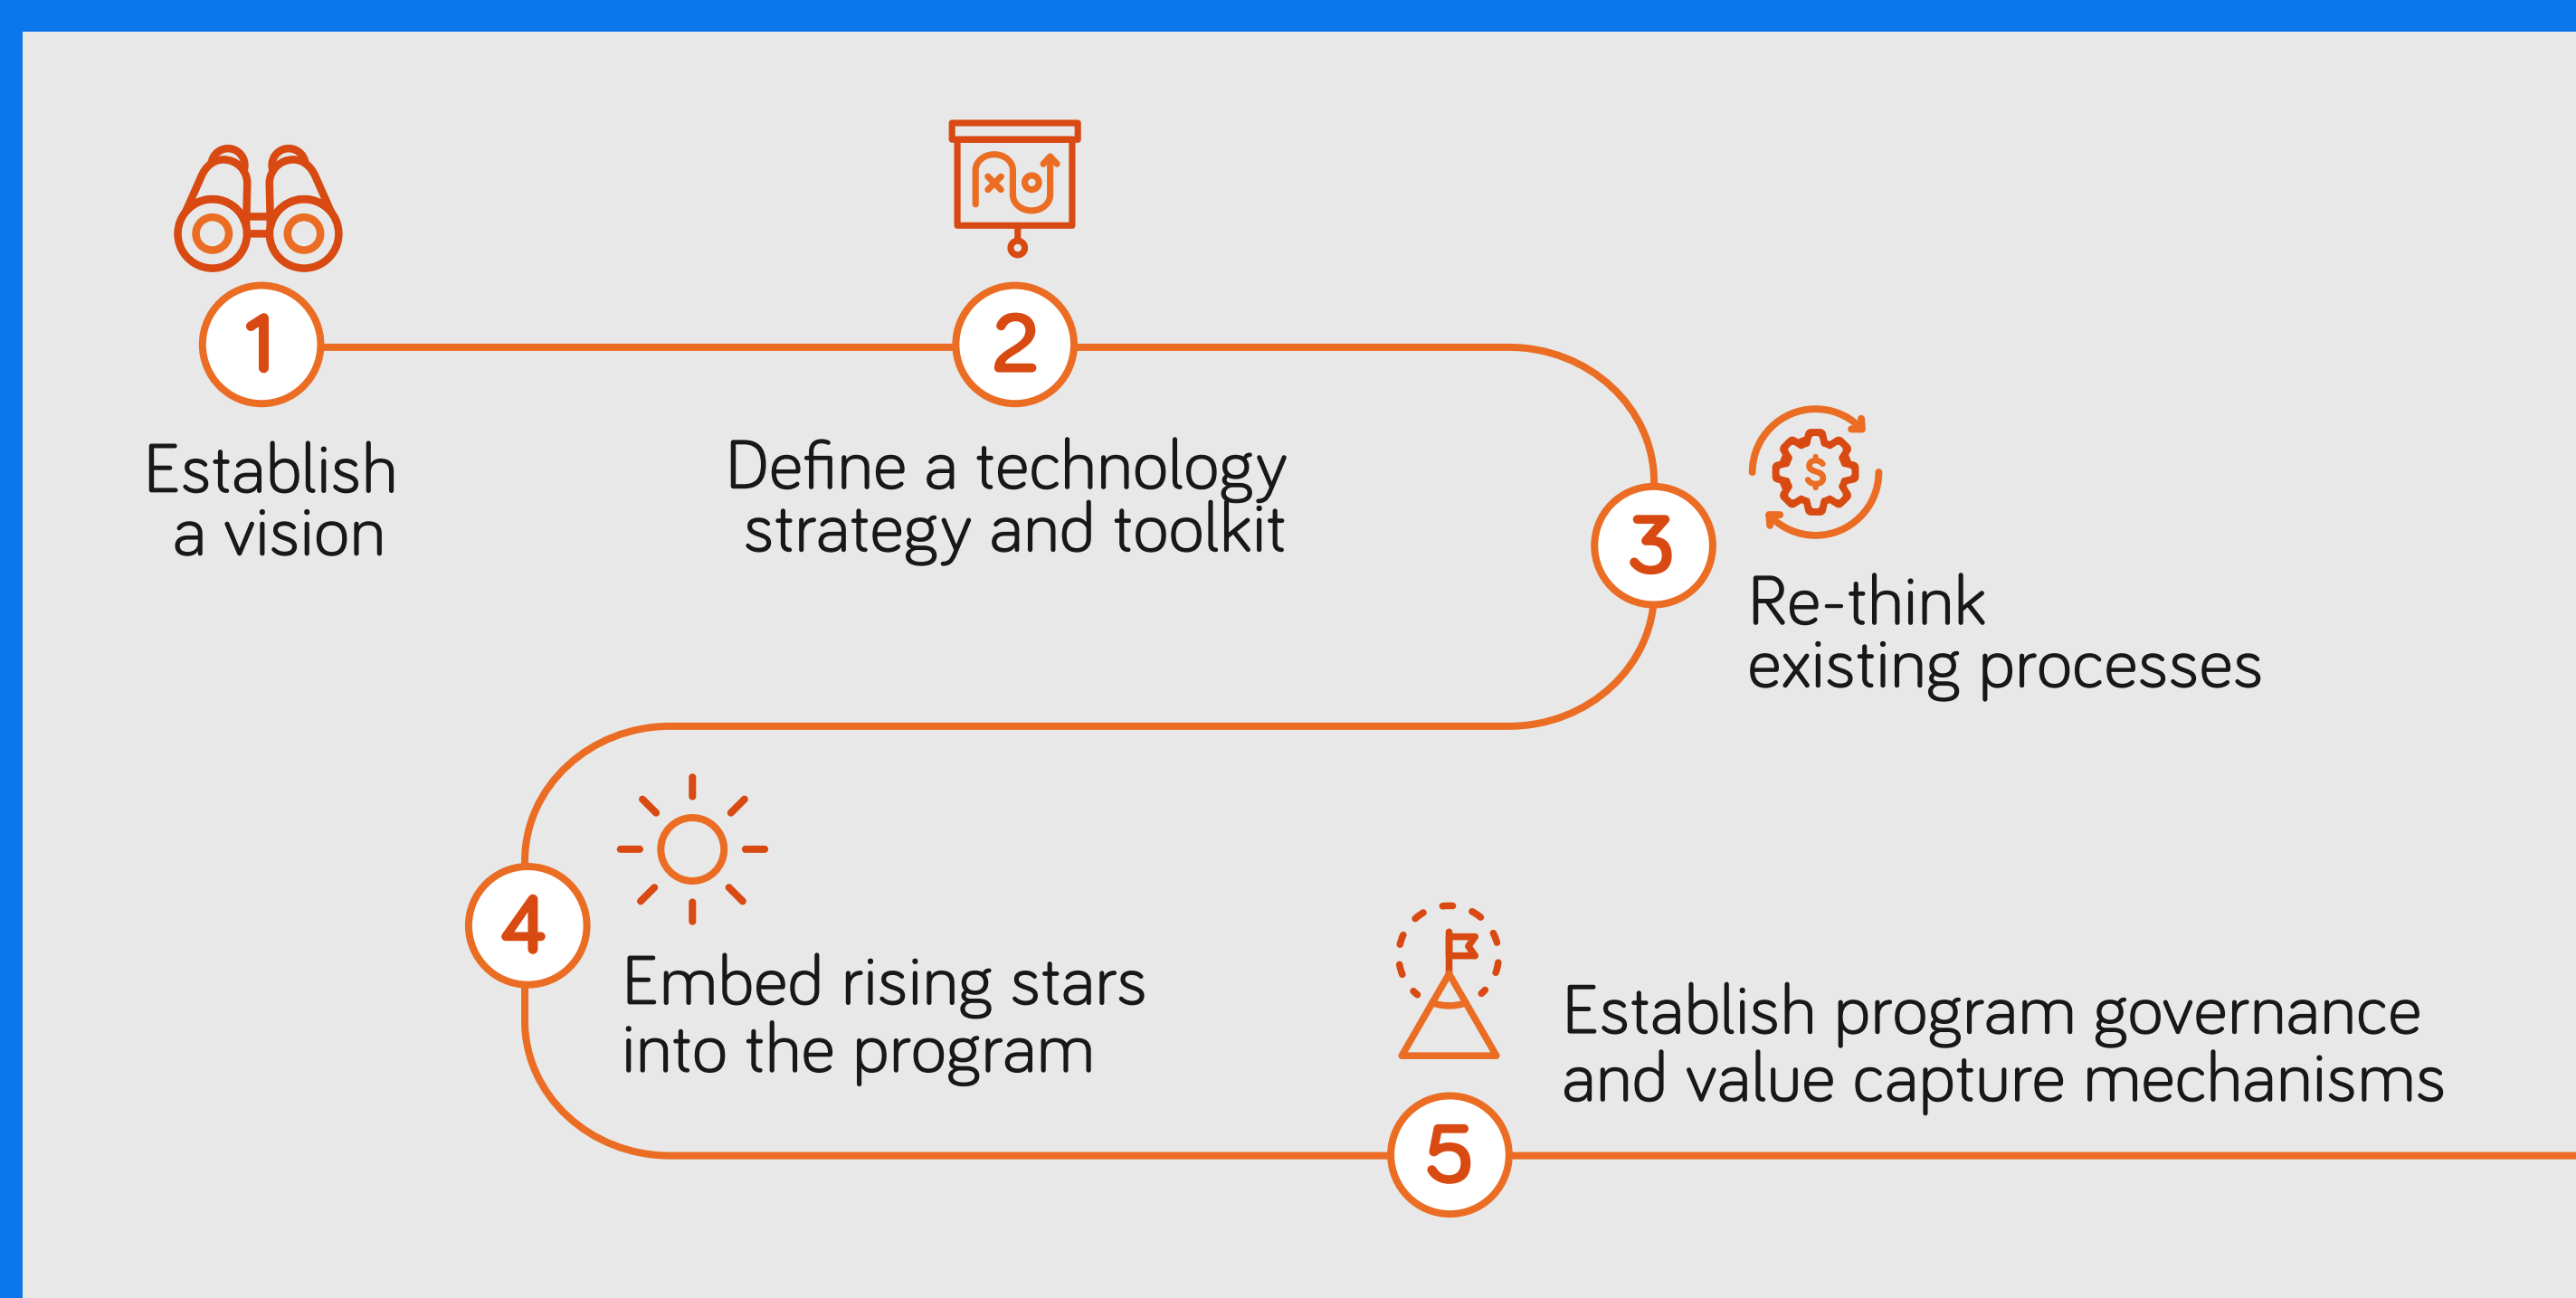 1
Establish
a vision
2
Define a technology
strategy and toolkit
3
$
Re-think
existing processes
4
Embed rising stars
into the program
5
Establish program governance
and value capture mechanisms